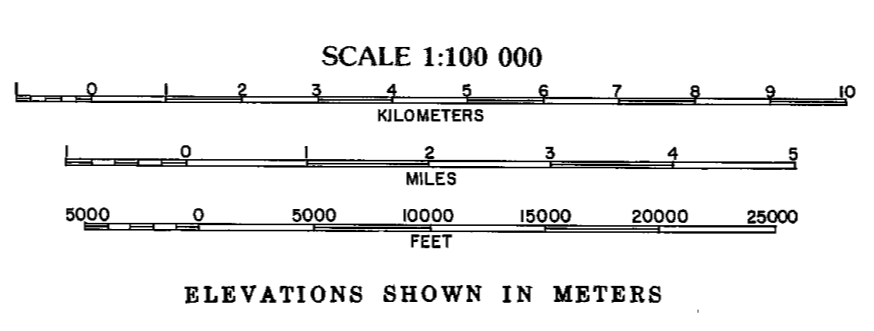 SCALE 1:100 000
1 0 1 2 3 4 5 6 7 8 9 10
KILOMETERS
1 0 1 2 3 4 5
MILES
5000 0 5000 10000 15000 20000 25000
FEET
ELEVATIONS SHOWN IN METERS